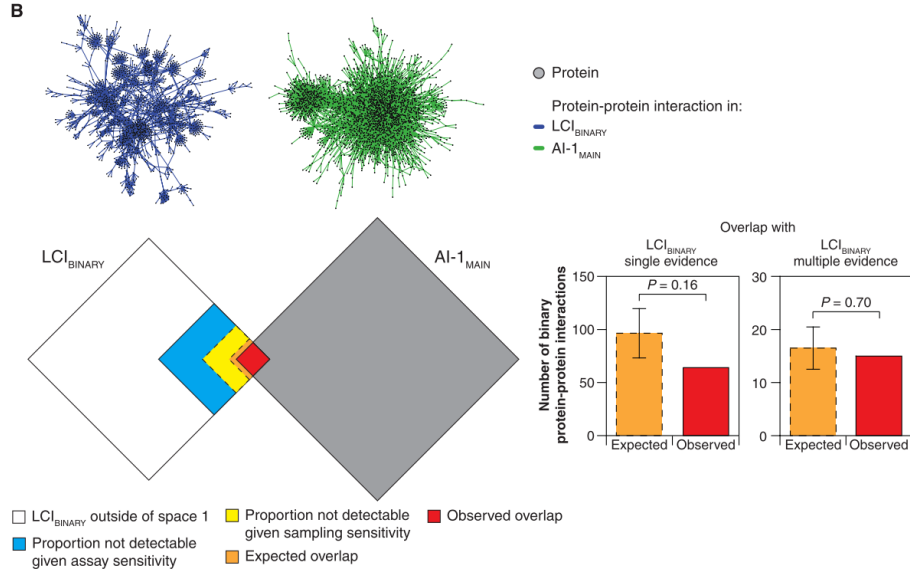 B
Protein
Protein-protein interaction in:
LCIBINARY
AI-1MAIN
LCIBINARY
AI-1MAIN
Overlap with
LCIBINARY
single evidence
LCIBINARY
multiple evidence
Number of binary
protein-protein interactions
150
100
50
0
P = 0.16
Expected
Observed
30
20
10
0
P = 0.70
Expected
Observed
LCIBINARY outside of space 1
Proportion not detectable
given assay sensitivity
Proportion not detectable
given sampling sensitivity
Expected overlap
Observed overlap